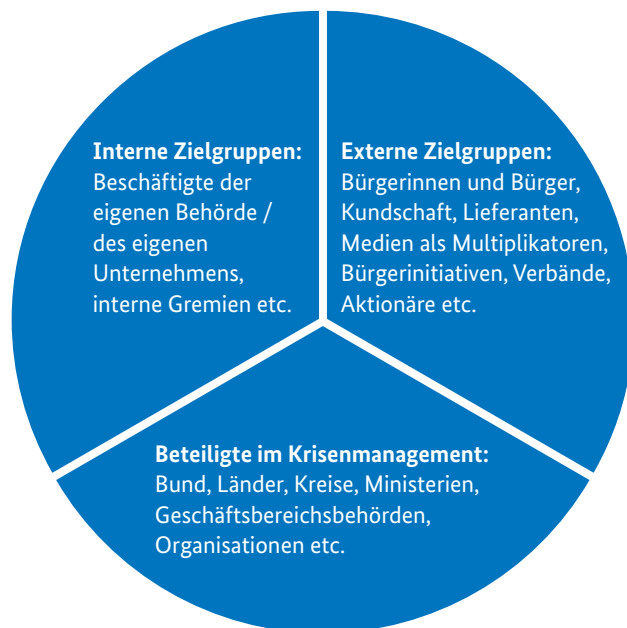 Interne Zielgruppen:
Beschäftigte der
eigenen Behörde /
des eigenen
Unternehmens,
interne Gremien etc.
Externe Zielgruppen:
Bürgerinnen und Bürger,
Kundschaft, Lieferanten,
Medien als Multiplikatoren,
Bürgerinitiativen, Verbände,
Aktionäre etc.
Beteiligte im Krisenmanagement:
Bund, Länder, Kreise, Ministerien,
Geschäftsbereichsbehörden,
Organisationen etc.